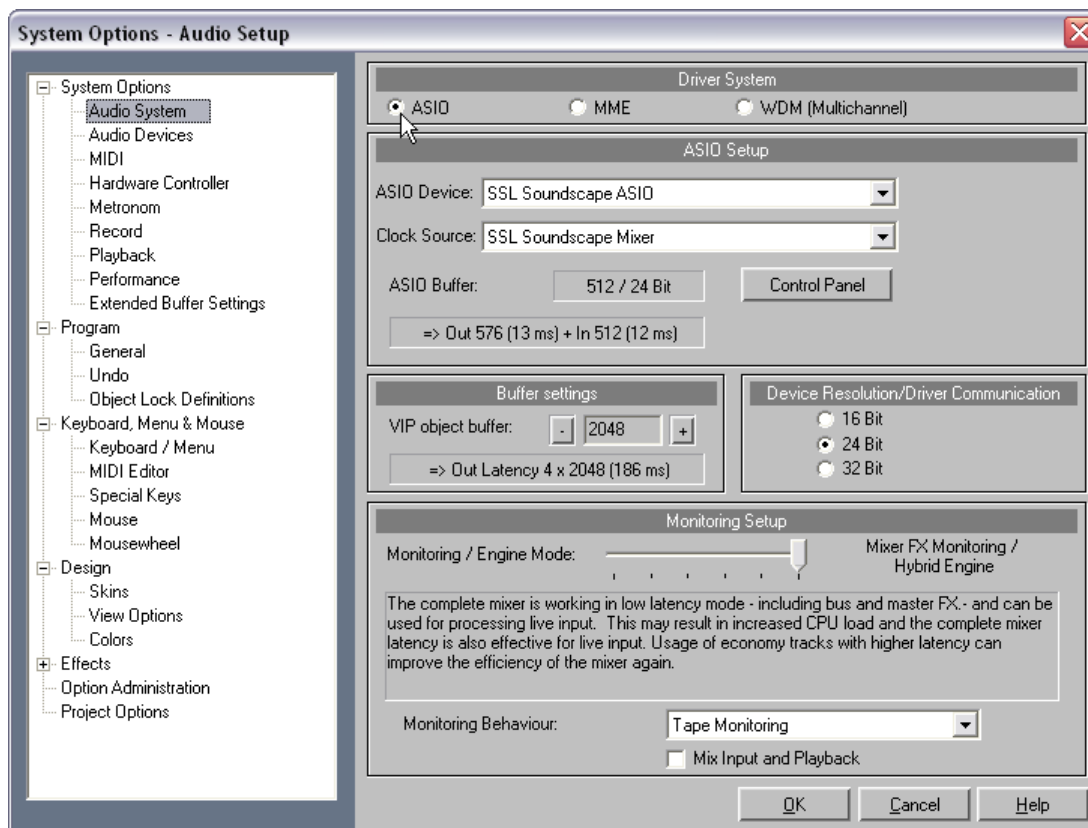 System Options - Audio Setup
System Options
Audio System
Audio Devices
MIDI
Hardware Controller
Metronom
Record
Playback
Performance
Extended Buffer Settings
Program
General
Undo
Object Lock Definitions
Keyboard, Menu & Mouse
Keyboard / Menu
MIDI Editor
Special Keys
Mouse
Mousewheel
Design
Skins
View Options
Colors
Effects
Option Administration
Project Options
Driver System
ASIO MME WDM (Multichannel)
ASIO Setup
ASIO Device: SSL Soundscape ASIO
Clock Source: SSL Soundscape Mixer
ASIO Buffer: 512 / 24 Bit Control Panel
=> Out 576 (13 ms) + In 512 (12 ms)
Buffer settings
VIP object buffer: - 2048 +
=> Out Latency 4 x 2048 (186 ms)
Device Resolution/Driver Communication
16 Bit
24 Bit
32 Bit
Monitoring Setup
Monitoring / Engine Mode: Mixer FX Monitoring /
Hybrid Engine
The complete mixer is working in low latency mode - including bus and master FX.- and can be
used for processing live input. This may result in increased CPU load and the complete mixer
latency is also effective for live input. Usage of economy tracks with higher latency can
improve the efficiency of the mixer again.
Monitoring Behaviour: Tape Monitoring
Mix Input and Playback
OK Cancel Help